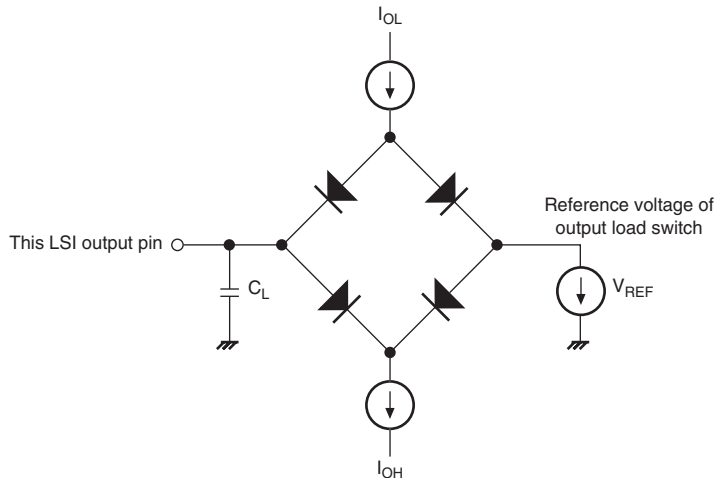 I_OL
Reference voltage of
output load switch
This LSI output pin
C_L
V_REF
I_OH